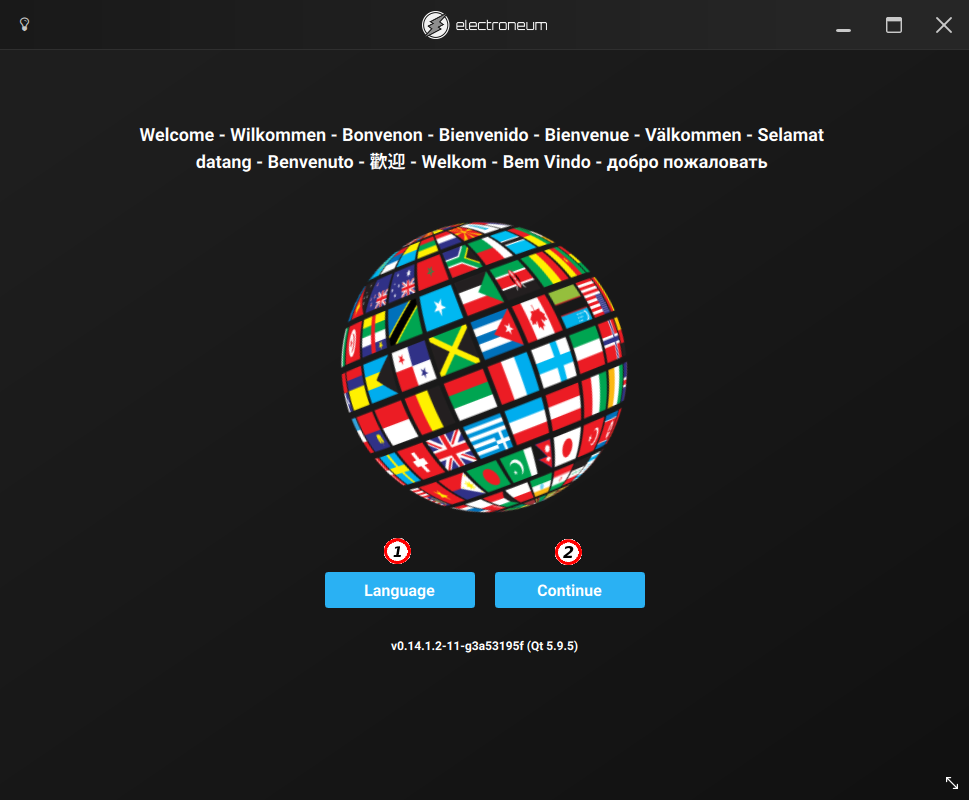 electroneum
Welcome - Wilkommen - Bonvenon - Bienvenido - Bienvenue - Välkommen - Selamat
datang - Benvenuto - 歡迎 - Welkom - Bem Vindo - добро пожаловать
1 2
Language Continue
v0.14.1.2-11-g3a53195f (Qt 5.9.5)